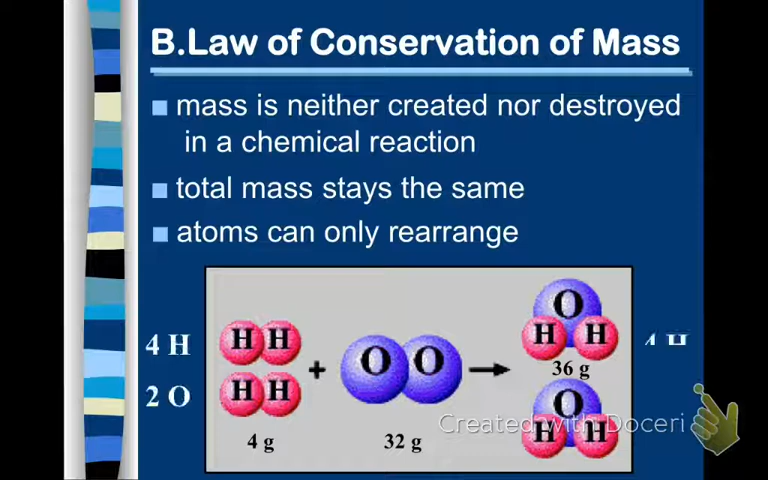 B.Law of Conservation of Mass
mass is neither created nor destroyed
in a chemical reaction
total mass stays the same
atoms can only rearrange
4 H
2 O
H H
H H
4 g
+
O O
32 g
O
H H
36 g
O
H H
Created with Doceri